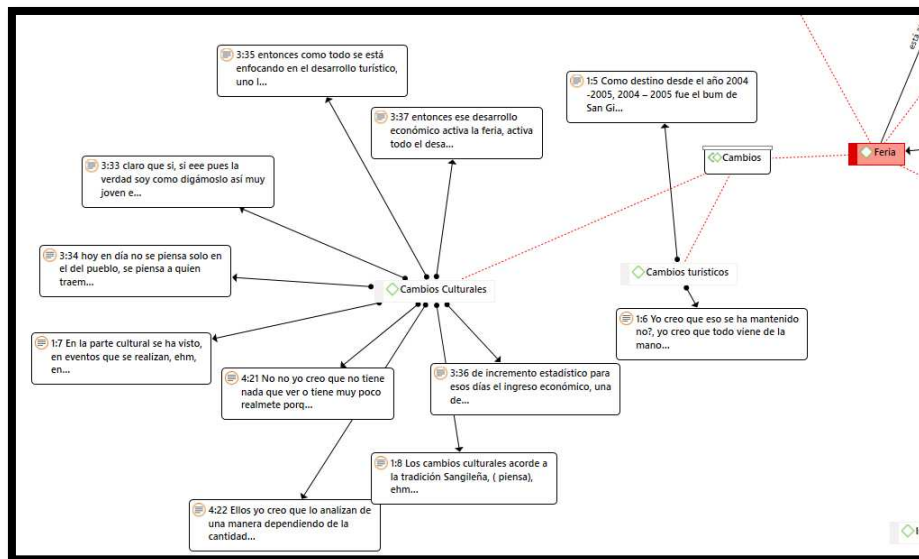 3:35 entonces como todo se está
enfocando en el desarrollo turístico,
uno l...
3:37 entonces ese desarrollo
económico activa la feria, activa
todo el desa...
1:5 Como destino desde el año 2004
-2005, 2004 – 2005 fue el bum de
San Gi...
está
Cambios
Feria
3:33 claro que si, si eee pues la
verdad soy como digámoslo así muy
joven e...
3:34 hoy en día no se piensa solo en
el del pueblo, se piensa a quien
traem...
Cambios Culturales
Cambios turisticos
1:7 En la parte cultural se ha visto,
en eventos que se realizan, ehm,
en...
1:6 Yo creo que eso se ha mantenido
no?, yo creo que todo viene de la
mano...
4:21 No no yo creo que no tiene
nada que ver o tiene muy poco
realmete porq...
3:36 de incremento estadístico para
esos días el ingreso económico, una
de...
1:8 Los cambios culturales acorde a
la tradición Sangileña, ( piensa),
ehm...
4:22 Ellos yo creo que lo analizan de
una manera dependiendo de la
cantidad...